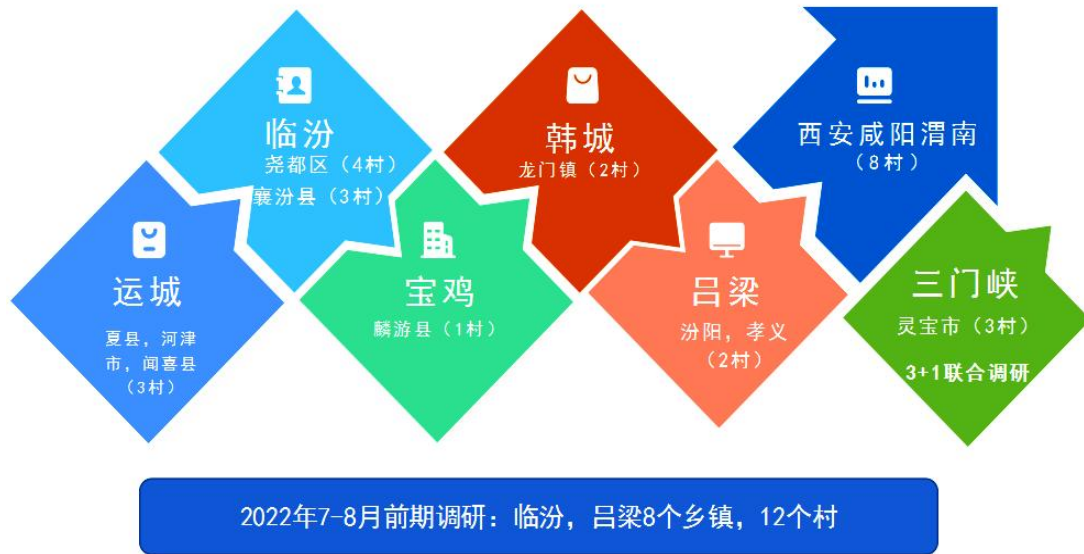 运城
夏县，河津
市，闻喜县
（3村）
临汾
尧都区（4村）
襄汾县（3村）
宝鸡
麟游县（1村）
韩城
龙门镇（2村）
吕梁
汾阳，孝义
（2村）
西安咸阳渭南
（8村）
三门峡
灵宝市（3村）
3+1联合调研
2022年7-8月前期调研：临汾，吕梁8个乡镇，12个村